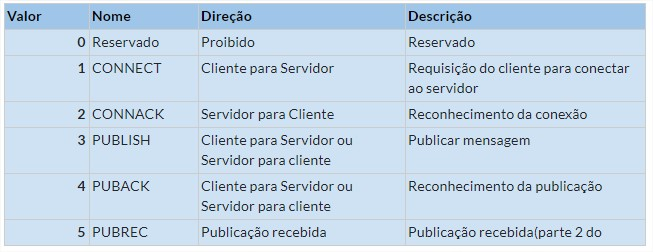 Valor Nome Direção Descrição
0 Reservado Proibido Reservado
1 CONNECT Cliente para Servidor Requisição do cliente para conectar
ao servidor
2 CONNACK Servidor para Cliente Reconhecimento da conexão
3 PUBLISH Cliente para Servidor ou Publicar mensagem
Servidor para cliente
4 PUBACK Cliente para Servidor ou Reconhecimento da publicação
Servidor para cliente
5 PUBREC Publicação recebida Publicação recebida(parte 2 do